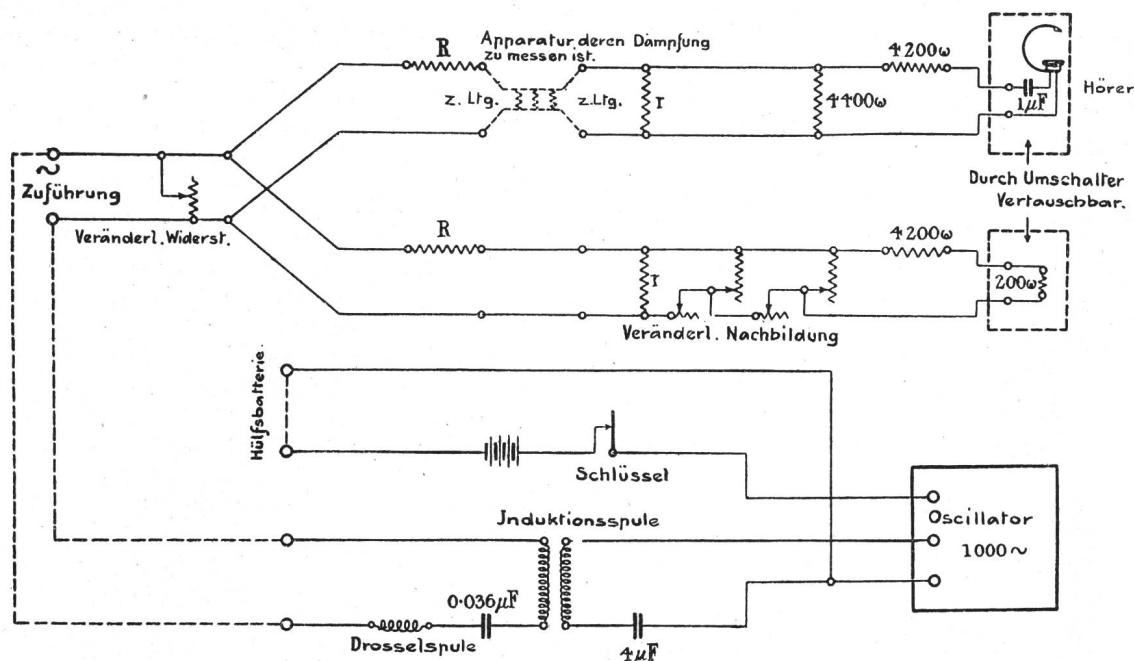 R
Apparatur, deren Dämpfung
zu messen ist.
z. Ltg.
z. Ltg.
r
4400ω
4200ω
1µF
Hörer
Zuführung
Veränderl. Widerst.
Durch Umschalter
Vertauschbar.
R
r
4200ω
200ω
Veränderl. Nachbildung
Hülfsbatterie.
Schlüssel
Oscillator
1000~
Jnduktionsspule
0·036µF
Drosselspule
4µF